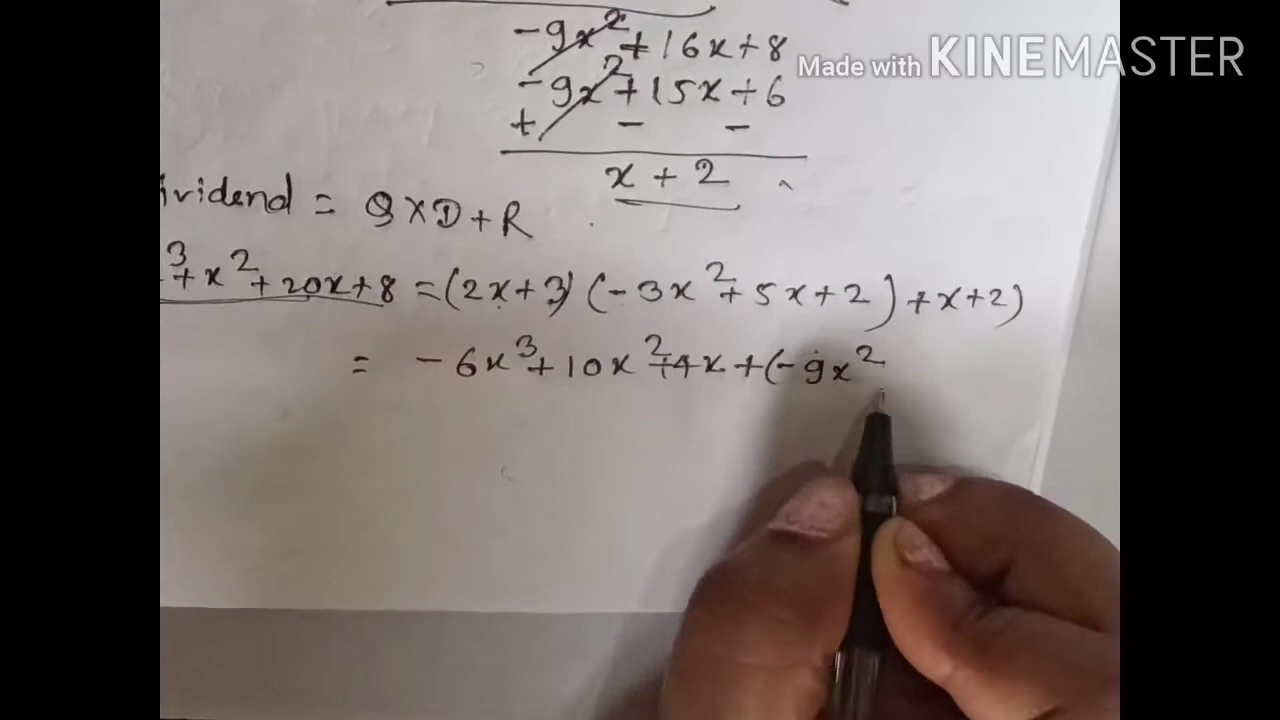 -9x²+16x+8
Made with KINEMASTER
-9x²+15x+6
+ - -
x+2
ividend = Q×D+R
³+x²+20x+8 = (2x+3) (-3x²+5x+2) +x+2)
= -6x³+10x²+4x+(-9x²